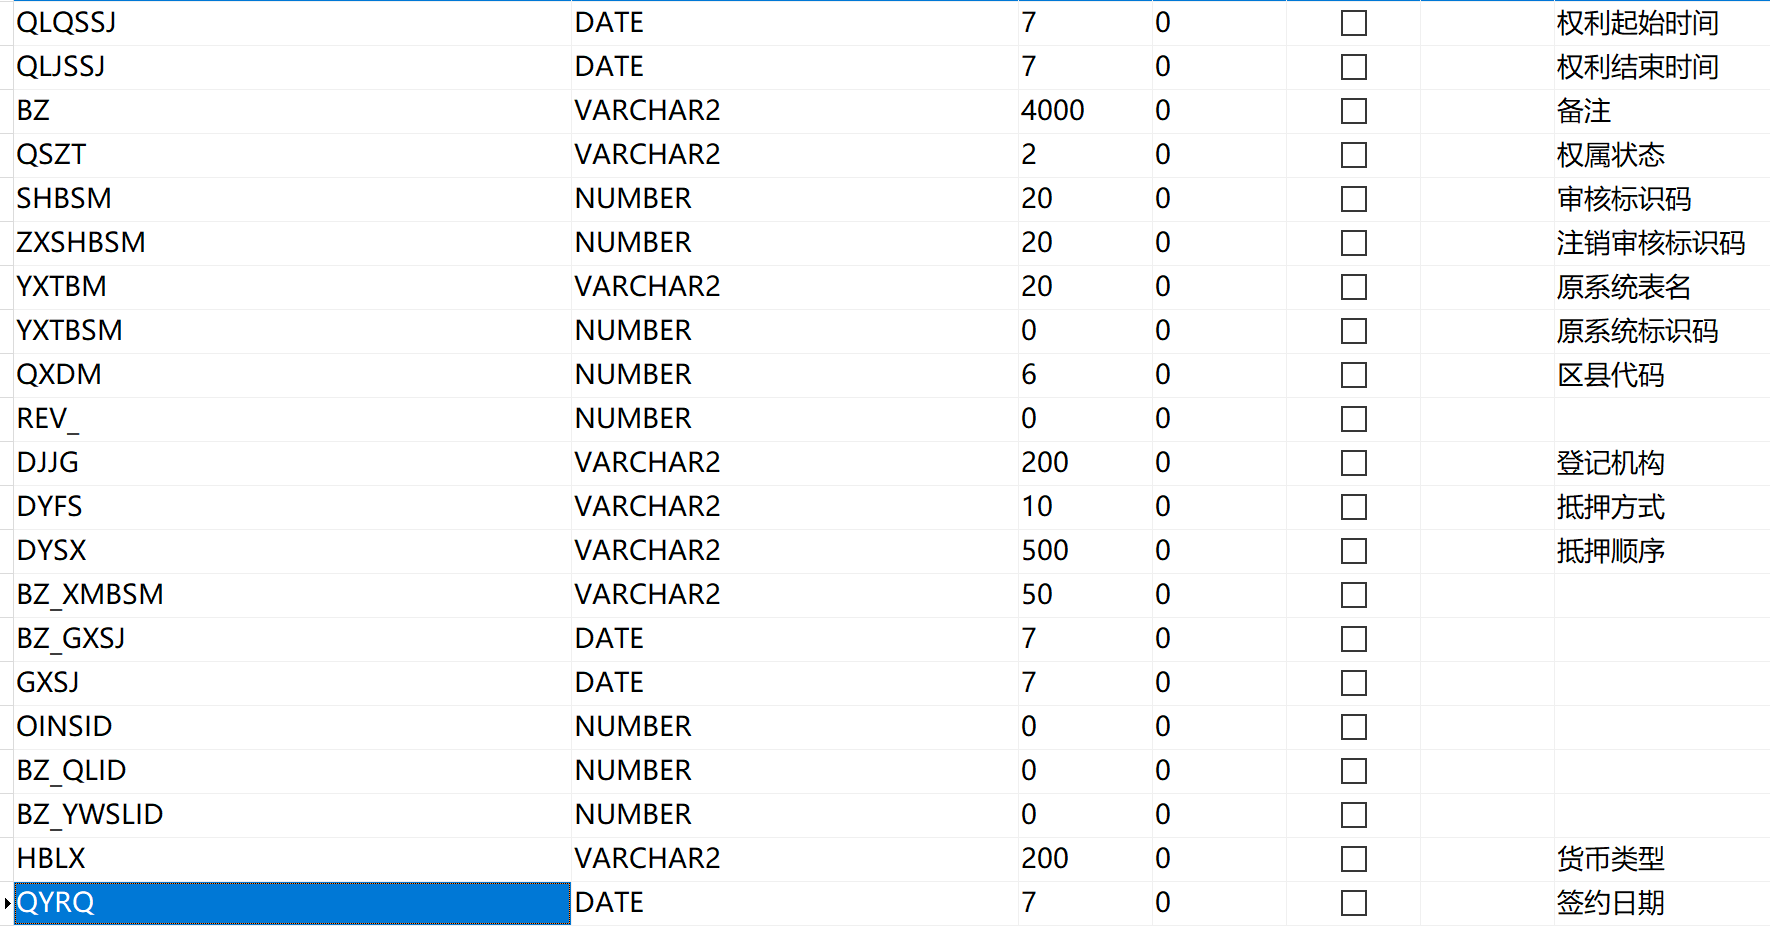 QLQSSJ DATE 7 0 权利起始时间
QLJSSJ DATE 7 0 权利结束时间
BZ VARCHAR2 4000 0 备注
QSZT VARCHAR2 2 0 权属状态
SHBSM NUMBER 20 0 审核标识码
ZXSHBSM NUMBER 20 0 注销审核标识码
YXTBM VARCHAR2 20 0 原系统表名
YXTBSM NUMBER 0 0 原系统标识码
QXDM NUMBER 6 0 区县代码
REV_ NUMBER 0 0
DJJG VARCHAR2 200 0 登记机构
DYFS VARCHAR2 10 0 抵押方式
DYSX VARCHAR2 500 0 抵押顺序
BZ_XMBSM VARCHAR2 50 0
BZ_GXSJ DATE 7 0
GXSJ DATE 7 0
OINSID NUMBER 0 0
BZ_QLID NUMBER 0 0
BZ_YWSLID NUMBER 0 0
HBLX VARCHAR2 200 0 货币类型
QYRQ DATE 7 0 签约日期